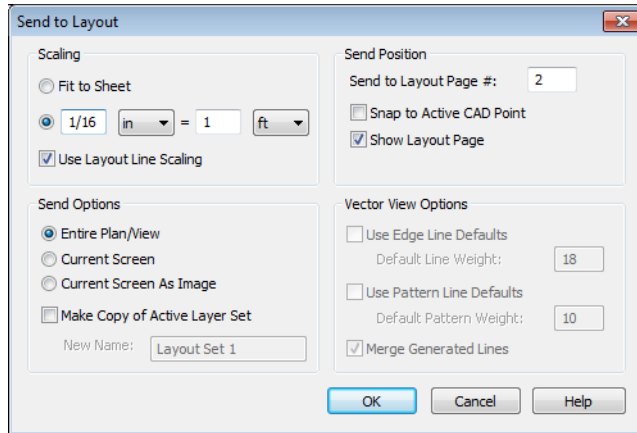 Send to Layout
Scaling
Fit to Sheet
1/16 in = 1 ft
Use Layout Line Scaling
Send Position
Send to Layout Page #: 2
Snap to Active CAD Point
Show Layout Page
Send Options
Entire Plan/View
Current Screen
Current Screen As Image
Make Copy of Active Layer Set
New Name: Layout Set 1
Vector View Options
Use Edge Line Defaults
Default Line Weight: 18
Use Pattern Line Defaults
Default Pattern Weight: 10
Merge Generated Lines
OK Cancel Help